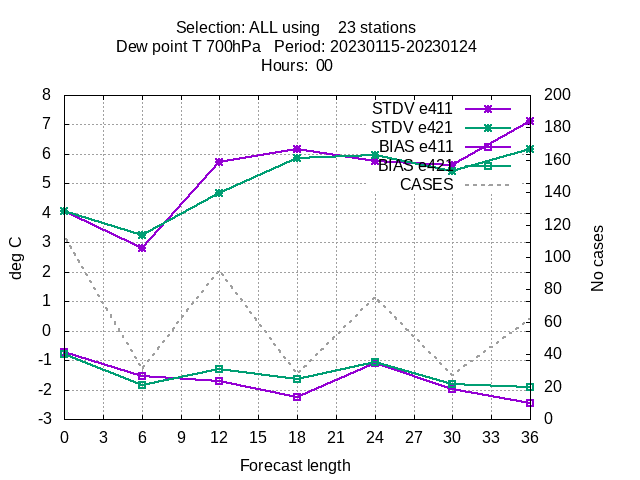 Selection: ALL using    23 stations
Dew point T 700hPa   Period: 20230115-20230124
Hours:  00
STDV e411
STDV e421
BIAS e411
BIAS e421
CASES
8
7
6
5
4
3
2
1
0
-1
-2
-3
deg C
200
180
160
140
120
100
80
60
40
20
0
No cases
0 3 6 9 12 15 18 21 24 27 30 33 36
Forecast length